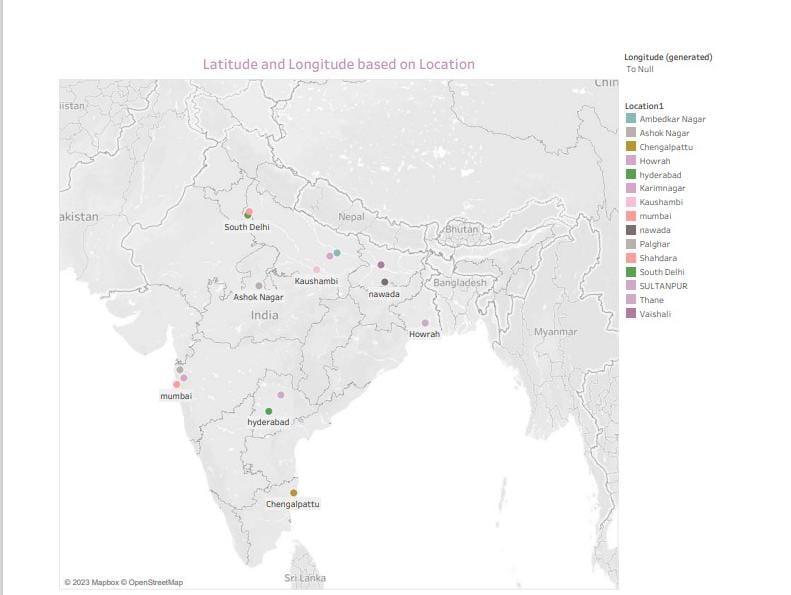 Latitude and Longitude based on Location
Longitude (generated)
To Null
Location1
Ambedkar Nagar
Ashok Nagar
Chengalpattu
Howrah
hyderabad
Karimnagar
Kaushambi
mumbai
nawada
Palghar
Shahdara
South Delhi
SULTANPUR
Thane
Vaishali
Chin
istan
akistan
South Delhi
Nepal
Bhutan
Kaushambi
nawada
Bangladesh
Ashok Nagar
India
Howrah
Myanmar
mumbai
hyderabad
Chengalpattu
Sri Lanka
© 2023 Mapbox © OpenStreetMap